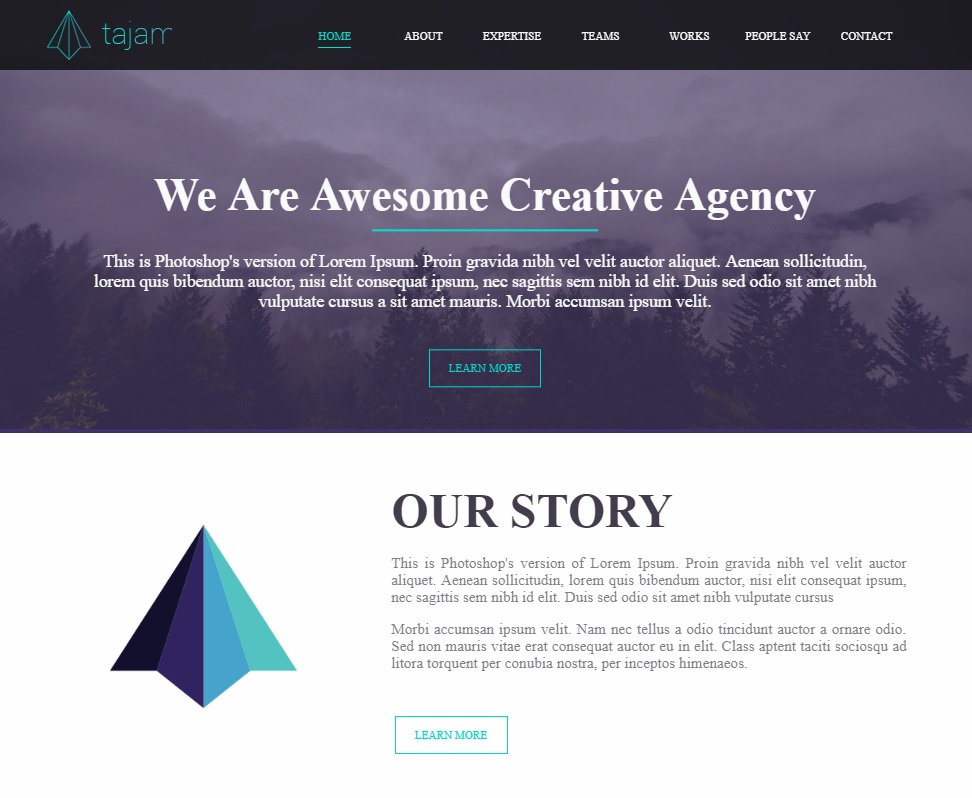 tajam
HOME ABOUT EXPERTISE TEAMS WORKS PEOPLE SAY CONTACT
We Are Awesome Creative Agency
This is Photoshop's version of Lorem Ipsum. Proin gravida nibh vel velit auctor aliquet. Aenean sollicitudin,
lorem quis bibendum auctor, nisi elit consequat ipsum, nec sagittis sem nibh id elit. Duis sed odio sit amet nibh
vulputate cursus a sit amet mauris. Morbi accumsan ipsum velit.
LEARN MORE
OUR STORY
This is Photoshop's version of Lorem Ipsum. Proin gravida nibh vel velit auctor
aliquet. Aenean sollicitudin, lorem quis bibendum auctor, nisi elit consequat ipsum,
nec sagittis sem nibh id elit. Duis sed odio sit amet nibh vulputate cursus
Morbi accumsan ipsum velit. Nam nec tellus a odio tincidunt auctor a ornare odio.
Sed non mauris vitae erat consequat auctor eu in elit. Class aptent taciti sociosqu ad
litora torquent per conubia nostra, per inceptos himenaeos.
LEARN MORE